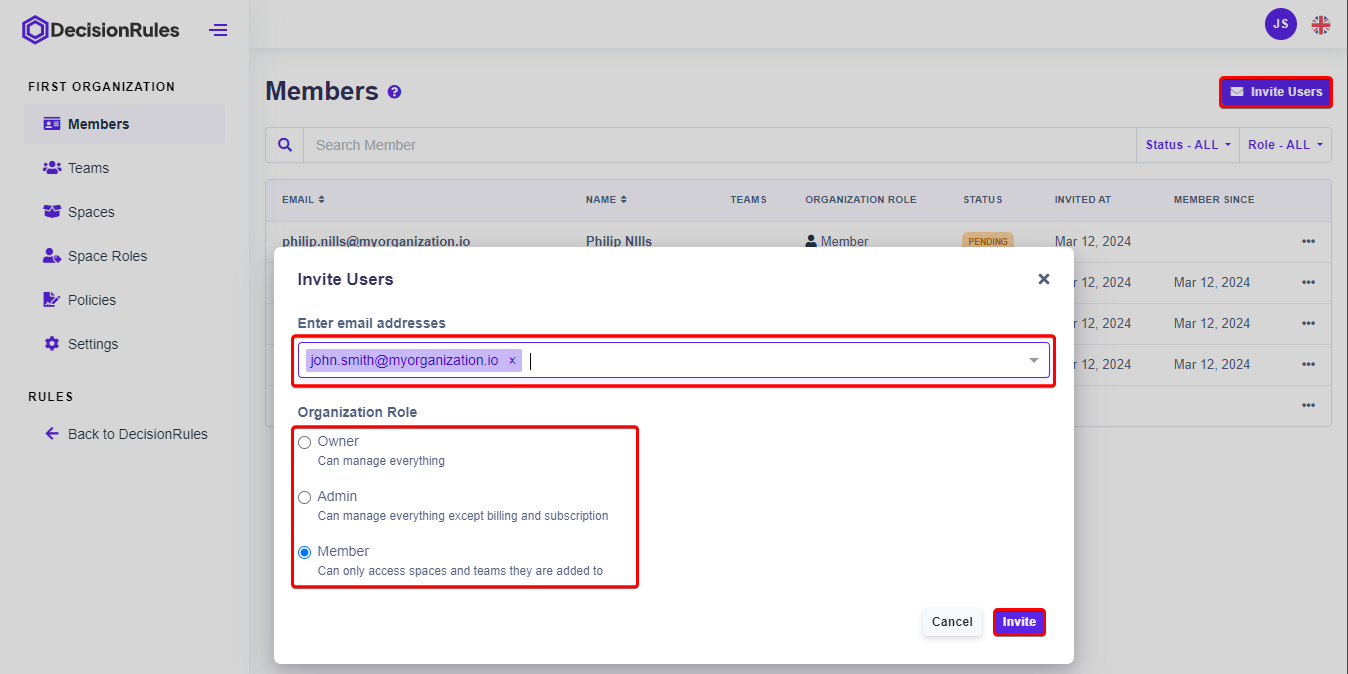 DecisionRules
JS
FIRST ORGANIZATION
Members
Teams
Spaces
Space Roles
Policies
Settings
RULES
Back to DecisionRules
Members ?
Invite Users
Search Member
Status - ALL
Role - ALL
EMAIL NAME TEAMS ORGANIZATION ROLE STATUS INVITED AT MEMBER SINCE
philip.nills@myorganization.io Philip NIlls Member PENDING Mar 12, 2024 •••
r 12, 2024 Mar 12, 2024 •••
r 12, 2024 Mar 12, 2024 •••
r 12, 2024 Mar 12, 2024 •••
•••
Invite Users
Enter email addresses
john.smith@myorganization.io ×
Organization Role
Owner
Can manage everything
Admin
Can manage everything except billing and subscription
Member
Can only access spaces and teams they are added to
Cancel
Invite